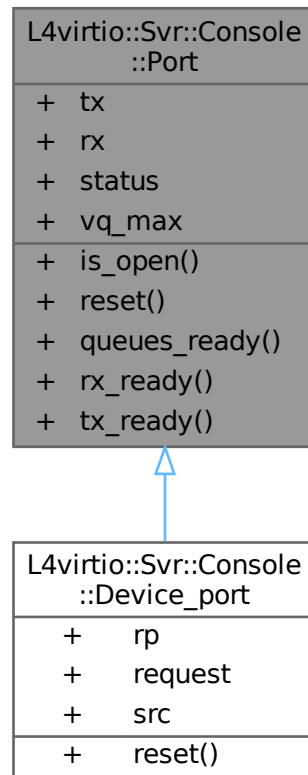 L4virtio::Svr::Console
::Port
+ tx
+ rx
+ status
+ vq_max
+ is_open()
+ reset()
+ queues_ready()
+ rx_ready()
+ tx_ready()
L4virtio::Svr::Console
::Device_port
+ rp
+ request
+ src
+ reset()